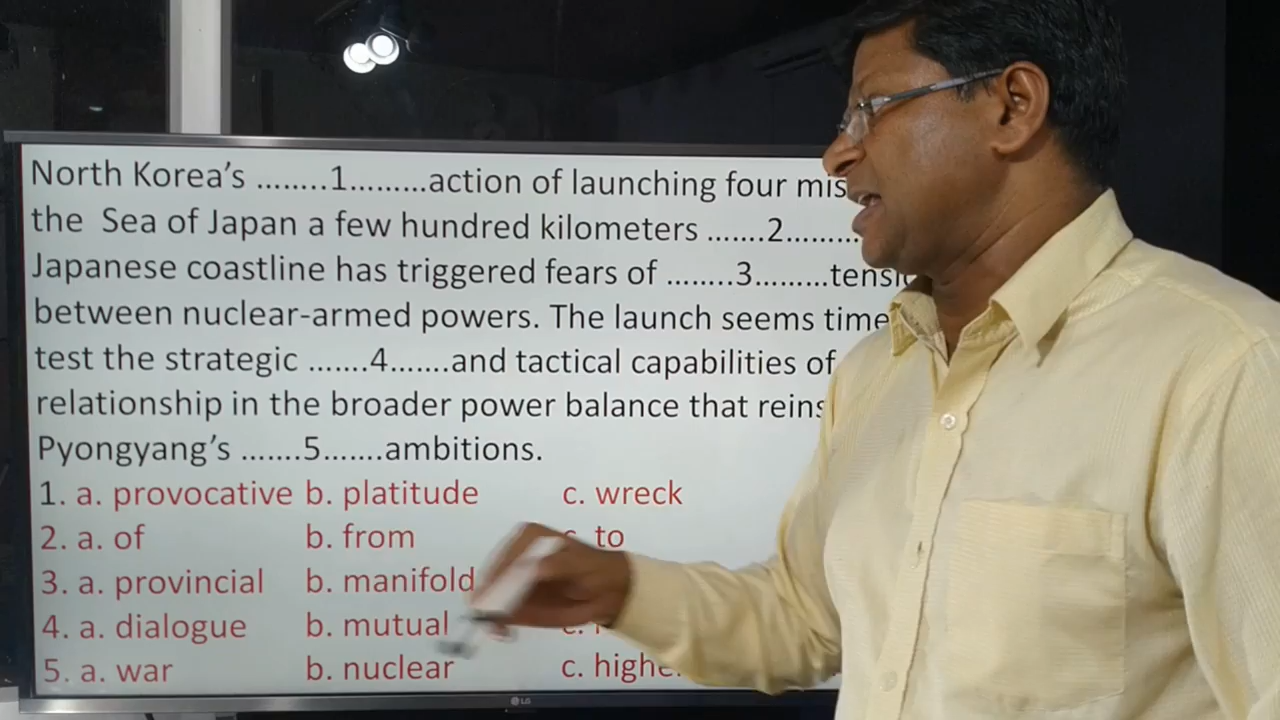 North Korea's ........1.........action of launching four mis
the Sea of Japan a few hundred kilometers .......2.........
Japanese coastline has triggered fears of ........3.........tensi
between nuclear-armed powers. The launch seems time
test the strategic .......4.......and tactical capabilities of
relationship in the broader power balance that reins
Pyongyang's .......5.......ambitions.
1. a. provocative b. platitude c. wreck
2. a. of b. from c. to
3. a. provincial b. manifold
4. a. dialogue b. mutual
5. a. war b. nuclear c. highe
LG